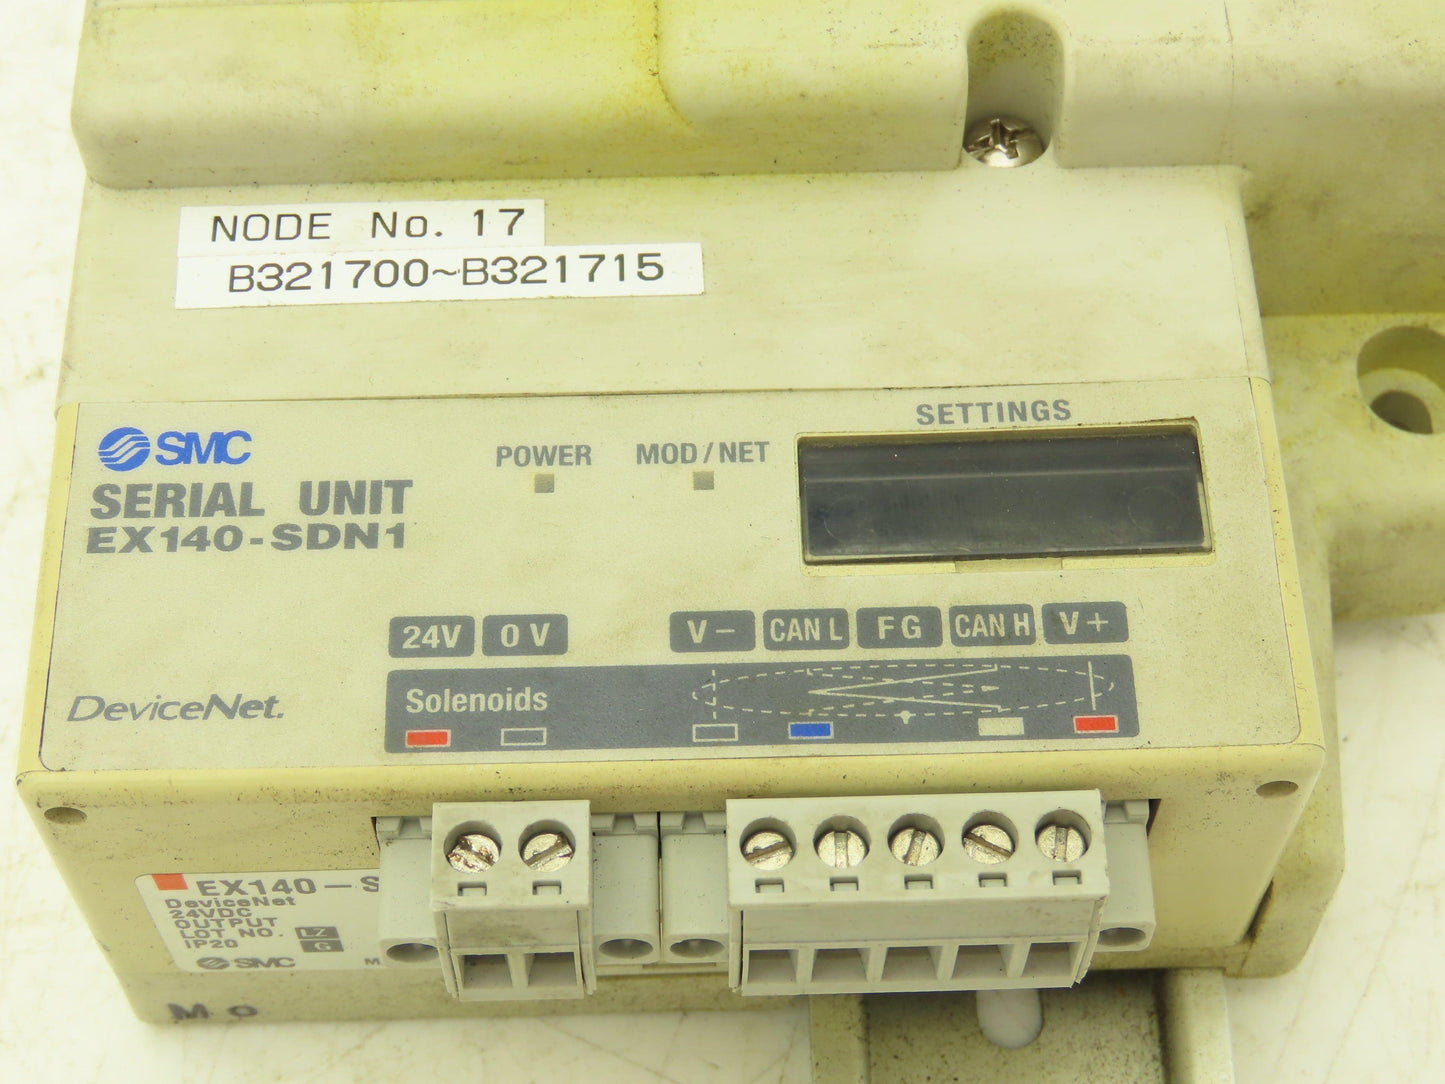 NODE No. 17
B321700~B321715
SMC
SERIAL UNIT
EX140-SDN1
POWER
MOD/NET
SETTINGS
24V 0V V- CAN L FG CAN H V+
Solenoids
DeviceNet.
EX140-S
DeviceNet
24VDC
OUTPUT
LOT NO. LZ
IP20 G
SMC M
M o